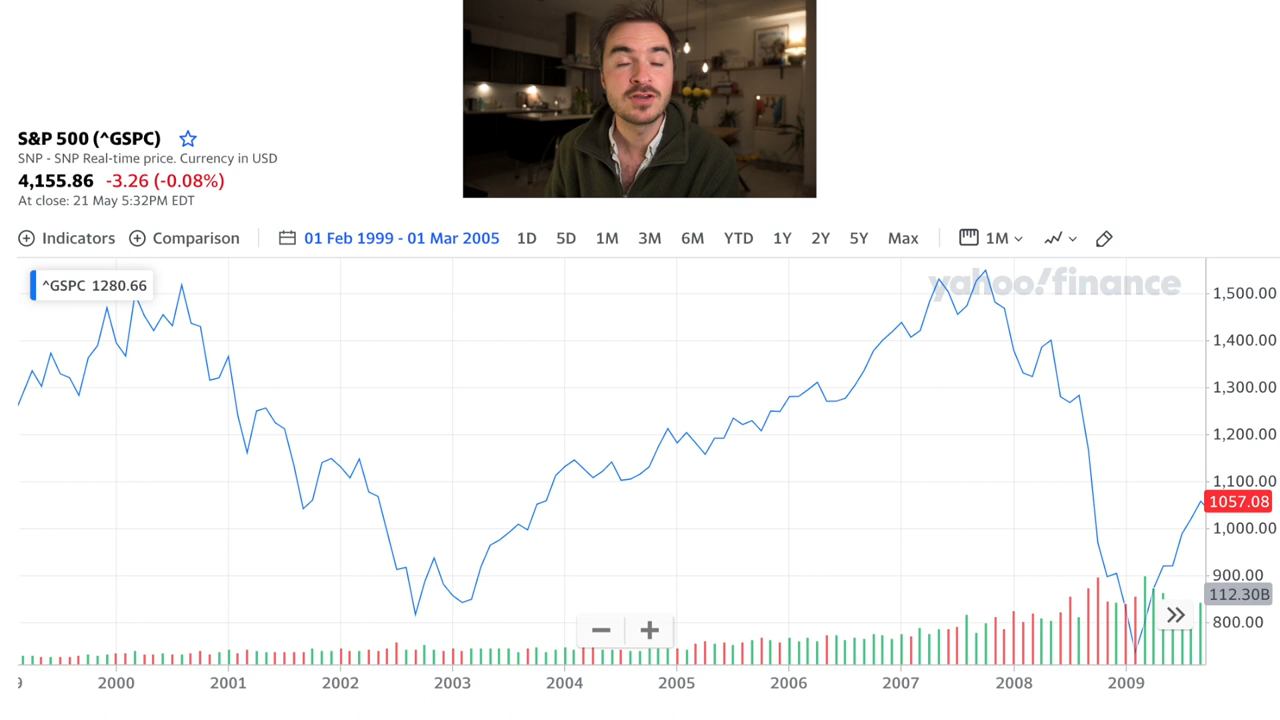 S&P 500 (^GSPC)
SNP - SNP Real-time price. Currency in USD
4,155.86 -3.26 (-0.08%)
At close: 21 May 5:32PM EDT
Indicators Comparison 01 Feb 1999 - 01 Mar 2005 1D 5D 1M 3M 6M YTD 1Y 2Y 5Y Max 1M
^GSPC 1280.66
yahoo!finance
1,500.00
1,400.00
1,300.00
1,200.00
1,100.00
1057.08
1,000.00
900.00
112.30B
800.00
9 2000 2001 2002 2003 2004 2005 2006 2007 2008 2009